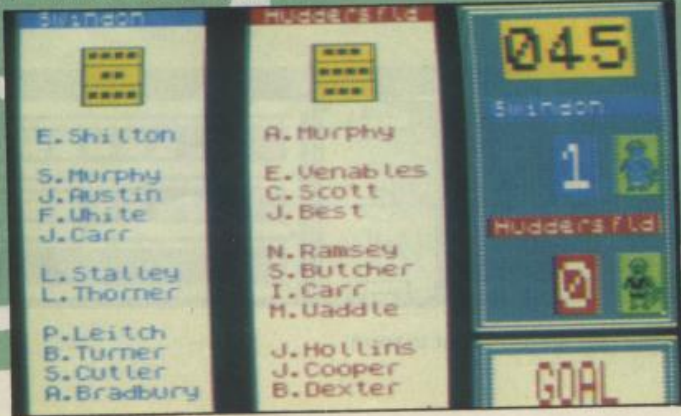 Swindon
E.Shilton
S.Murphy
J.Austin
F.White
J.Carr
L.Stalley
L.Thorner
P.Leitch
B.Turner
S.Cutler
A.Bradbury
Huddersfld
A.Murphy
E.Venables
C.Scott
J.Best
N.Ramsey
S.Butcher
I.Carr
M.Waddle
J.Hollins
J.Cooper
B.Dexter
045
Swindon
1
Huddersfld
0
GOAL